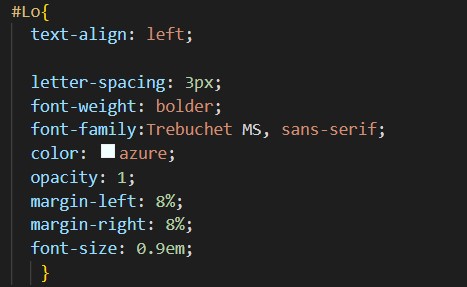 #Lo{
text-align: left;
letter-spacing: 3px;
font-weight: bolder;
font-family:Trebuchet MS, sans-serif;
color: azure;
opacity: 1;
margin-left: 8%;
margin-right: 8%;
font-size: 0.9em;
}